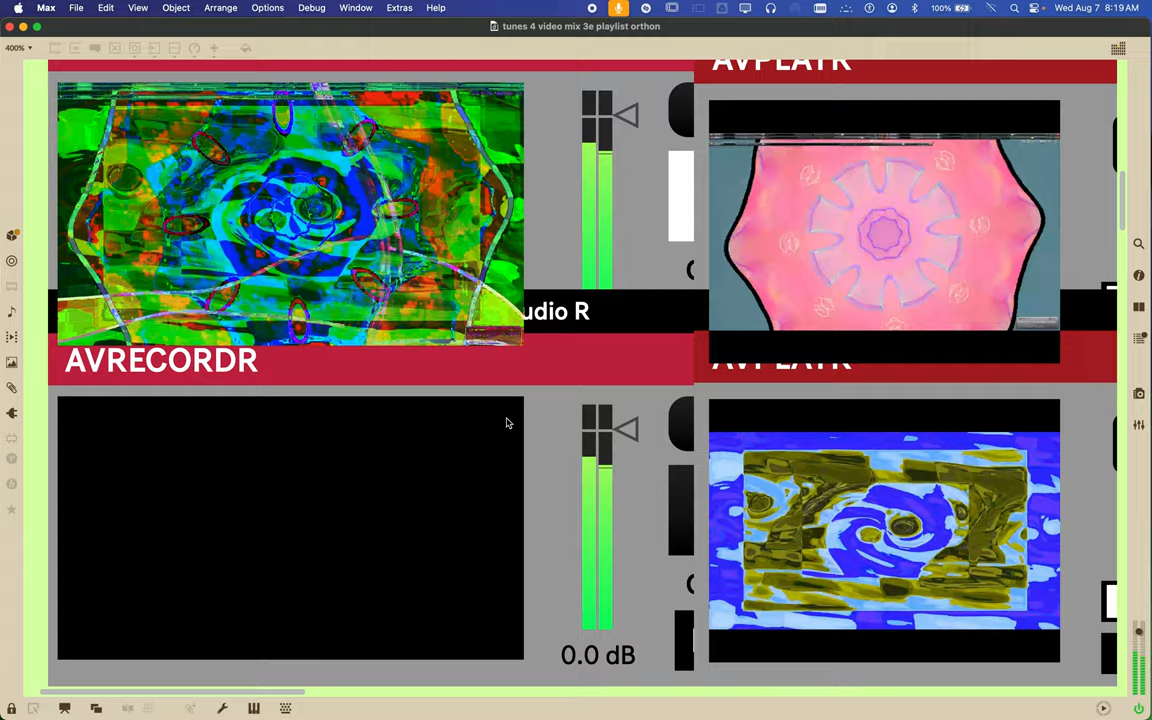 Max File Edit View Object Arrange Options Debug Window Extras Help
100% Wed Aug 7 8:19 AM
tunes 4 video mix 3e playlist orthon
400%
AVPLAYR
udio R
AVRECORDR
AVPLAYR
0.0 dB